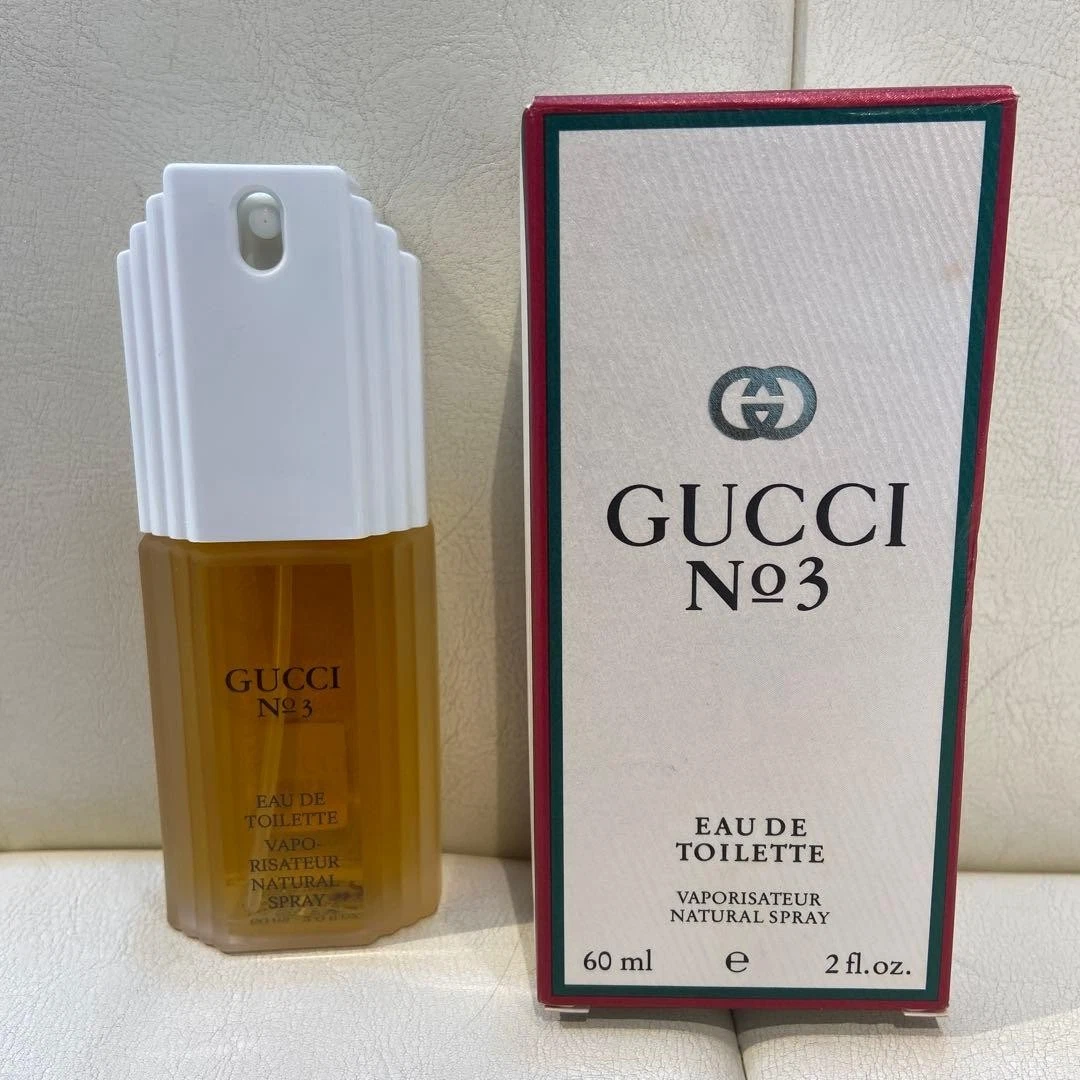 GUCCI
No3
EAU DE
TOILETTE
VAPO-
RISATEUR
NATURAL
SPRAY
GUCCI
No3
EAU DE
TOILETTE
VAPORISATEUR
NATURAL SPRAY
60 ml e 2 fl.oz.